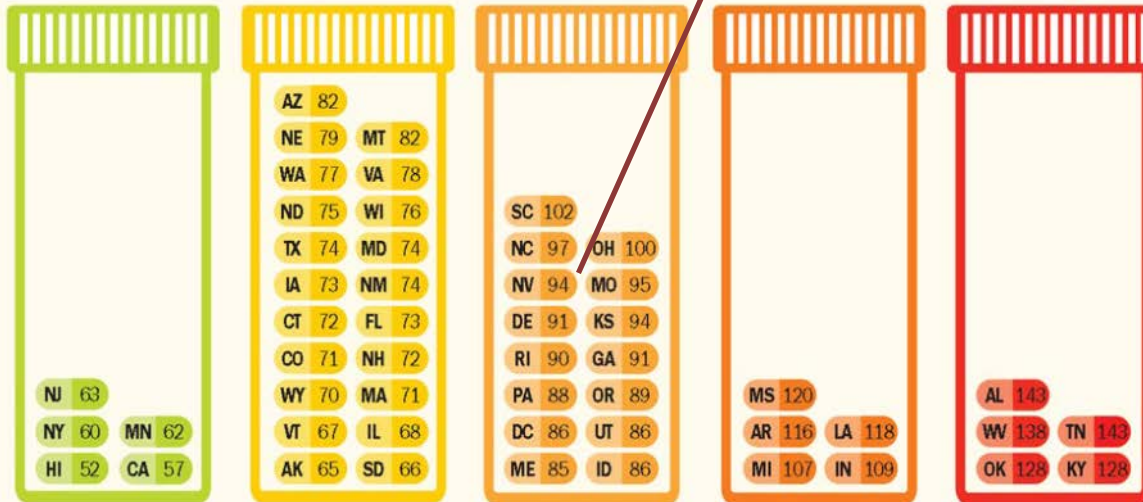 NJ 63
NY 60 MN 62
HI 52 CA 57
AZ 82
NE 79 MT 82
WA 77 VA 78
ND 75 WI 76
TX 74 MD 74
IA 73 NM 74
CT 72 FL 73
CO 71 NH 72
WY 70 MA 71
VT 67 IL 68
AK 65 SD 66
SC 102
NC 97 OH 100
NV 94 MO 95
DE 91 KS 94
RI 90 GA 91
PA 88 OR 89
DC 86 UT 86
ME 85 ID 86
MS 120
AR 116 LA 118
MI 107 IN 109
AL 143
WV 138 TN 143
OK 128 KY 128